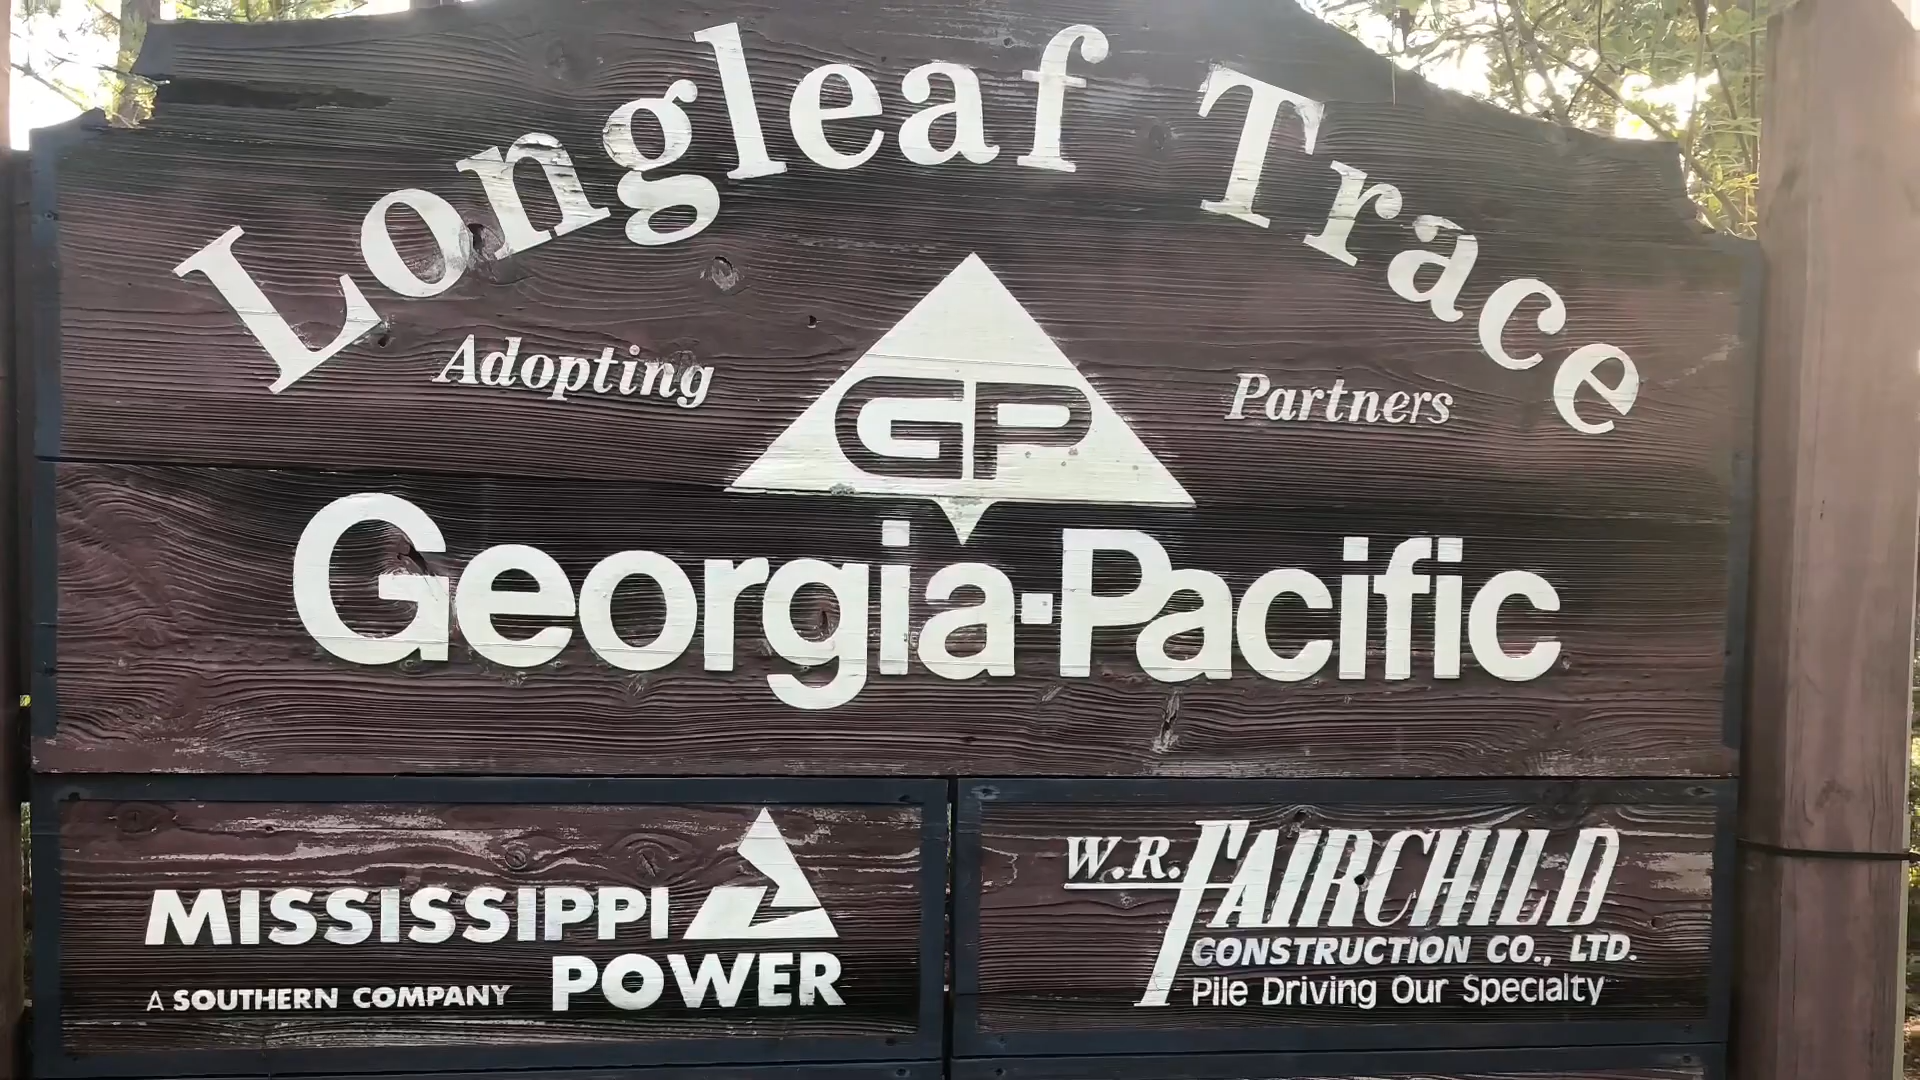 Longleaf Trace
Adopting Partners
GP
Georgia-Pacific
MISSISSIPPI
POWER
A SOUTHERN COMPANY
W.R. FAIRCHILD
CONSTRUCTION CO., LTD.
Pile Driving Our Specialty